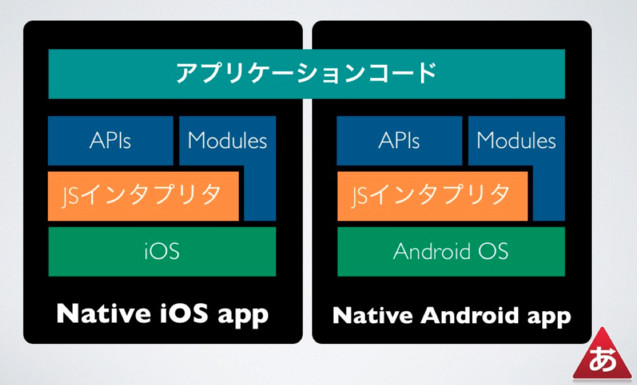 アプリケーションコード
APIs
Modules
JSインタプリタ
iOS
Native iOS app
APIs
Modules
JSインタプリタ
Android OS
Native Android app
あ